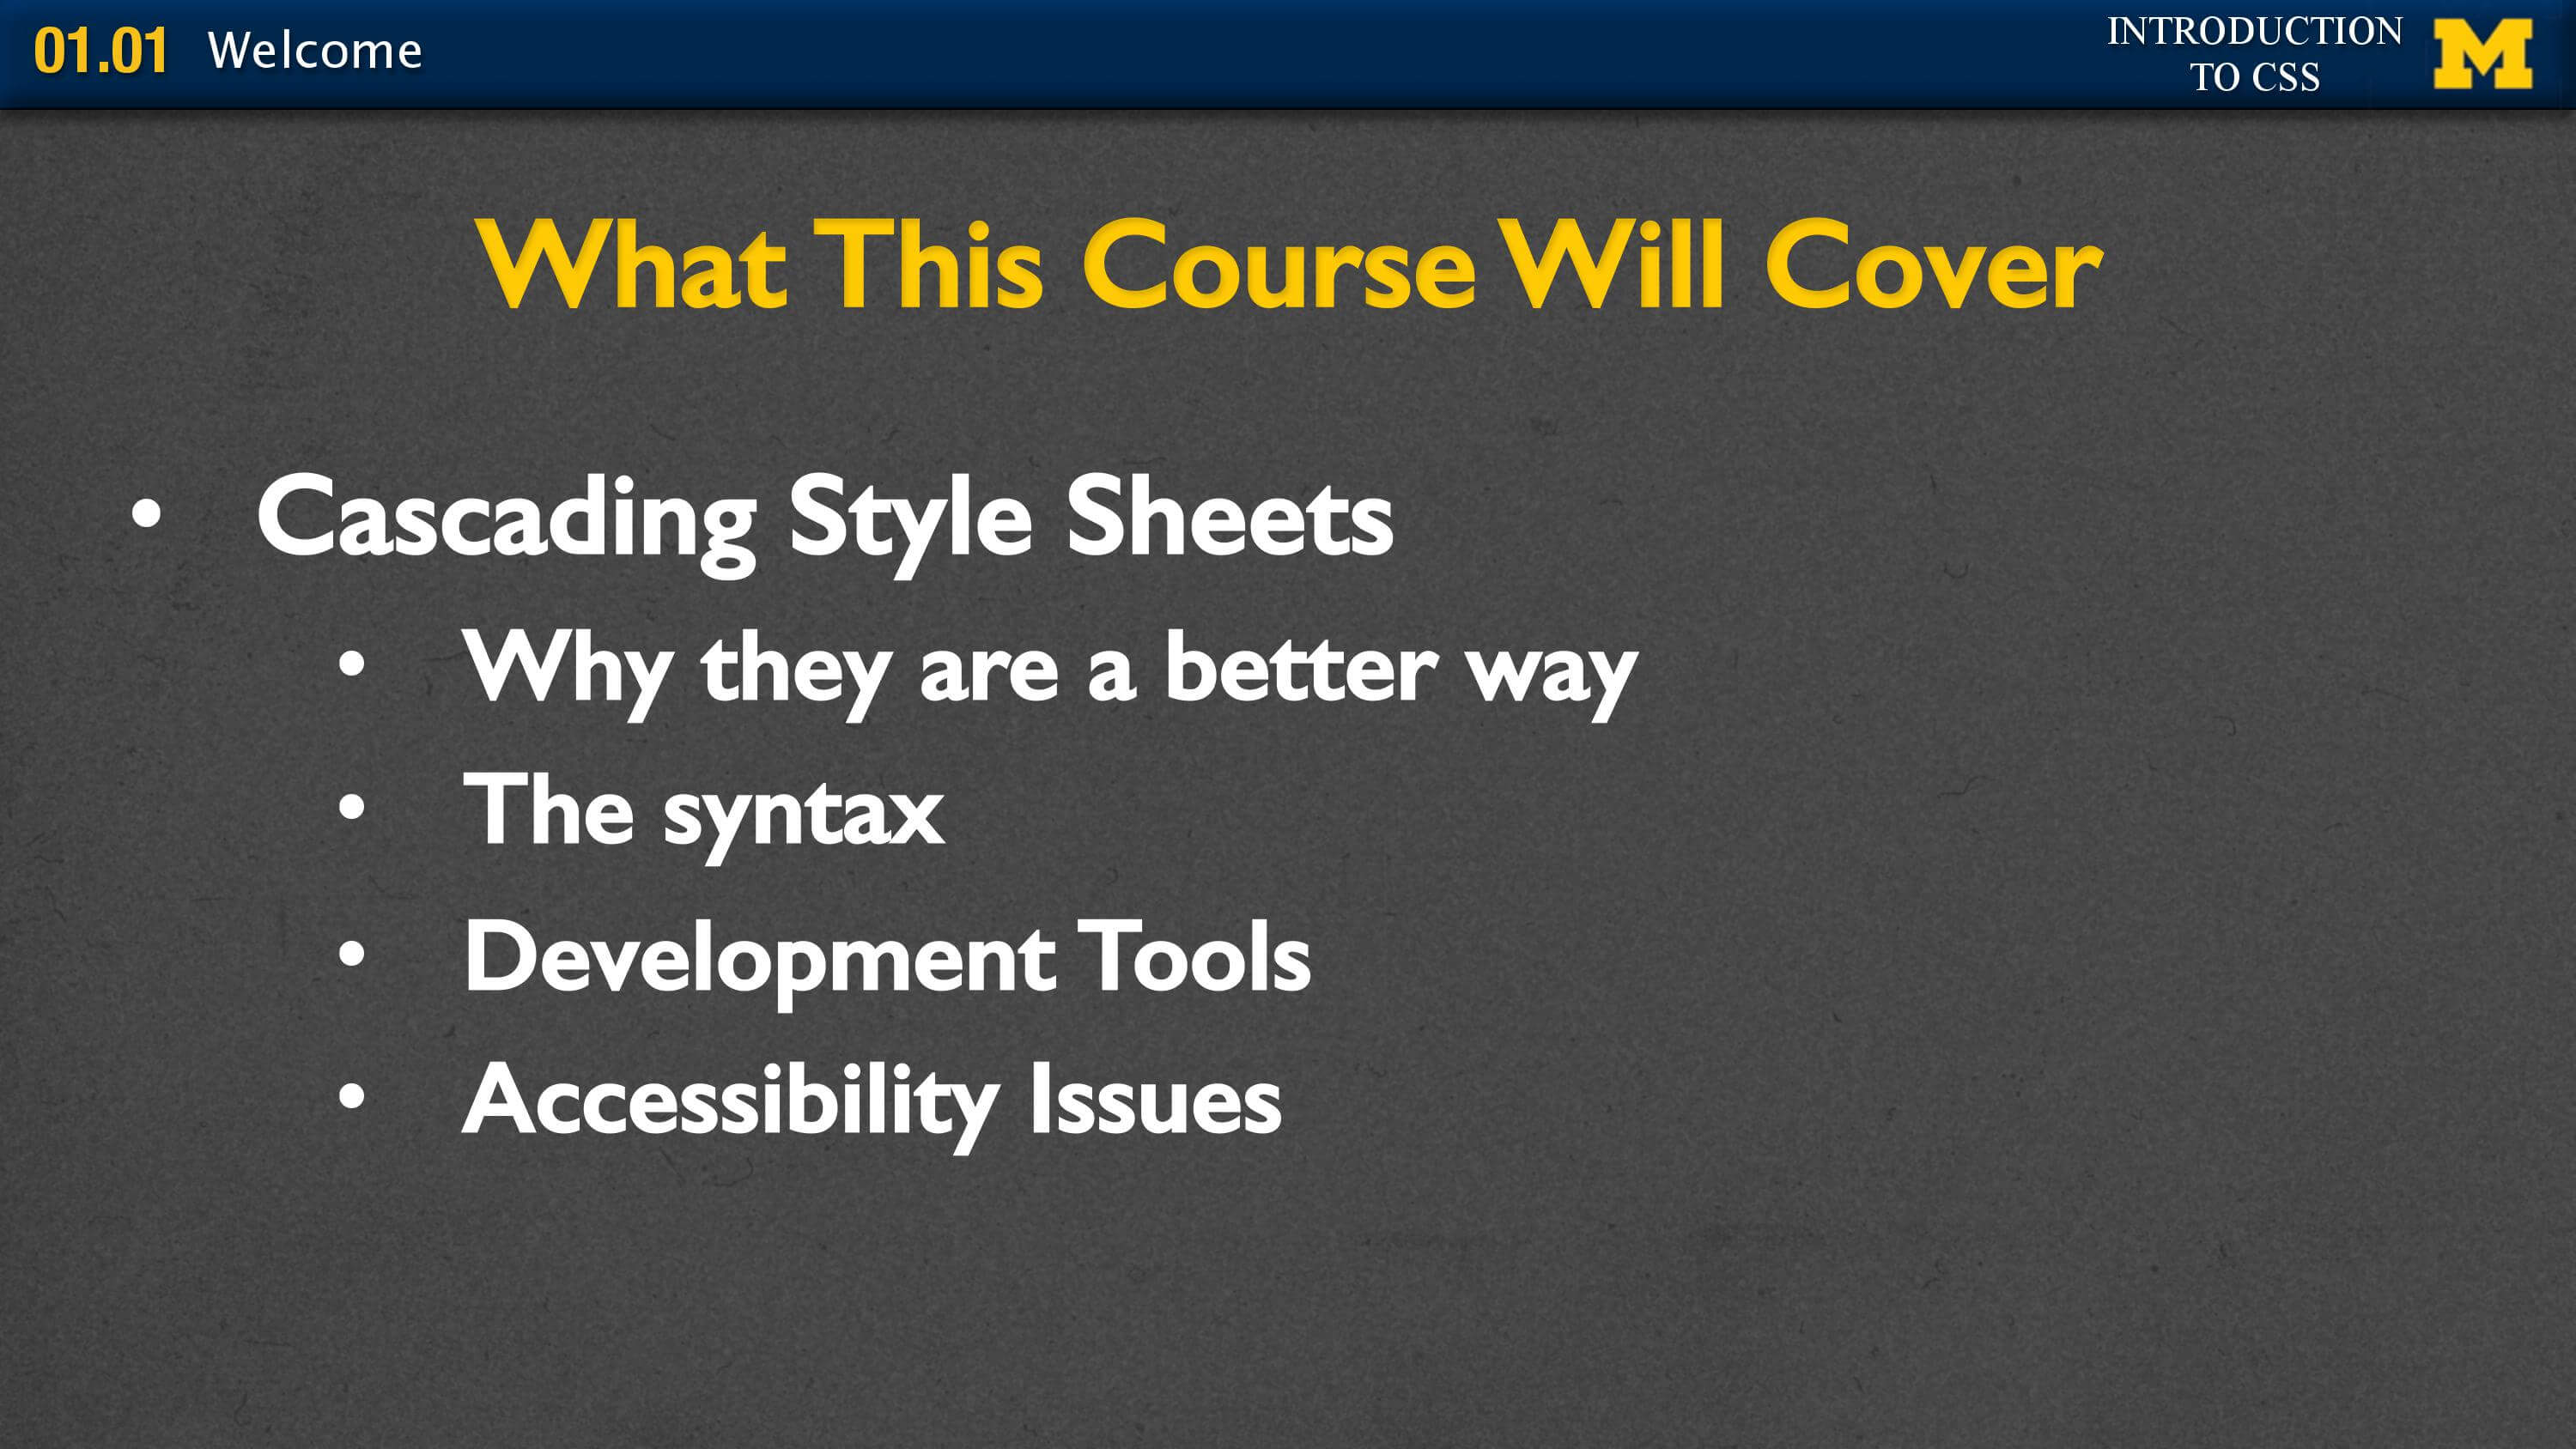 01.01 Welcome
INTRODUCTION
TO CSS
M
What This Course Will Cover
• Cascading Style Sheets
• Why they are a better way
• The syntax
• Development Tools
• Accessibility Issues